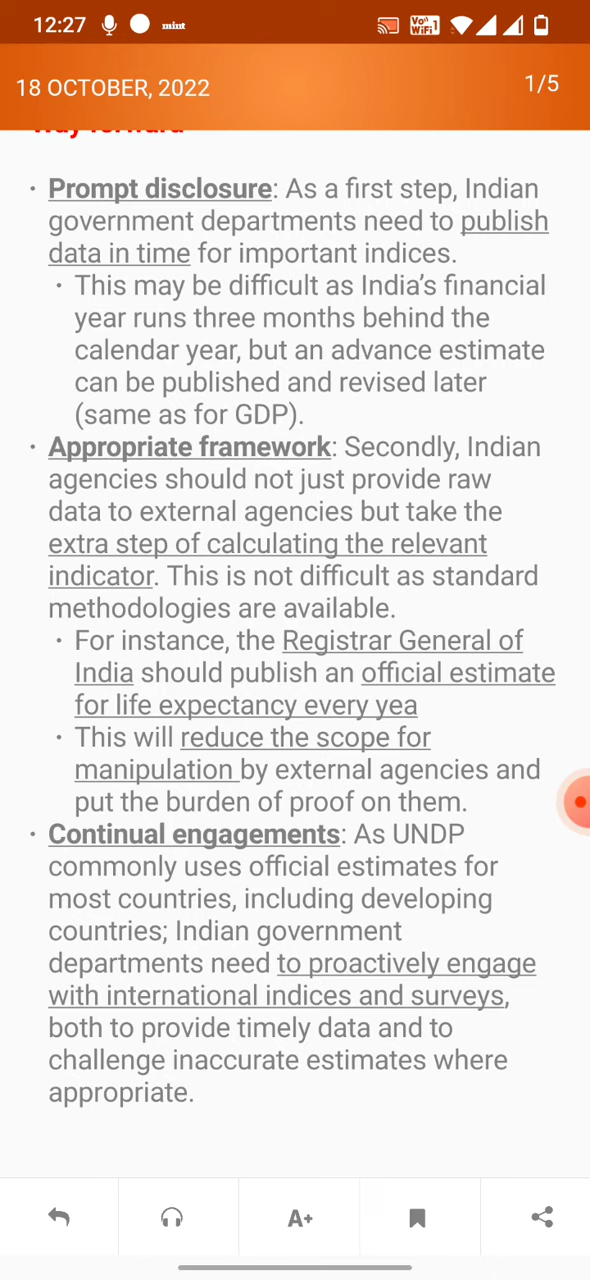 12:27 mint Vo)) WiFi 1
18 OCTOBER, 2022
1/5
Way forward
• Prompt disclosure: As a first step, Indian
government departments need to publish
data in time for important indices.
• This may be difficult as India's financial
year runs three months behind the
calendar year, but an advance estimate
can be published and revised later
(same as for GDP).
• Appropriate framework: Secondly, Indian
agencies should not just provide raw
data to external agencies but take the
extra step of calculating the relevant
indicator. This is not difficult as standard
methodologies are available.
• For instance, the Registrar General of
India should publish an official estimate
for life expectancy every yea
• This will reduce the scope for
manipulation by external agencies and
put the burden of proof on them.
• Continual engagements: As UNDP
commonly uses official estimates for
most countries, including developing
countries; Indian government
departments need to proactively engage
with international indices and surveys,
both to provide timely data and to
challenge inaccurate estimates where
appropriate.
A+